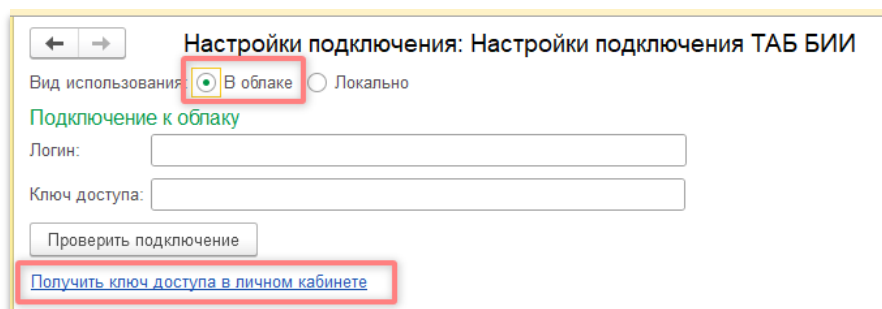 Настройки подключения: Настройки подключения ТАБ БИИ
Вид использования: В облаке Локально
Подключение к облаку
Логин:
Ключ доступа:
Проверить подключение
Получить ключ доступа в личном кабинете